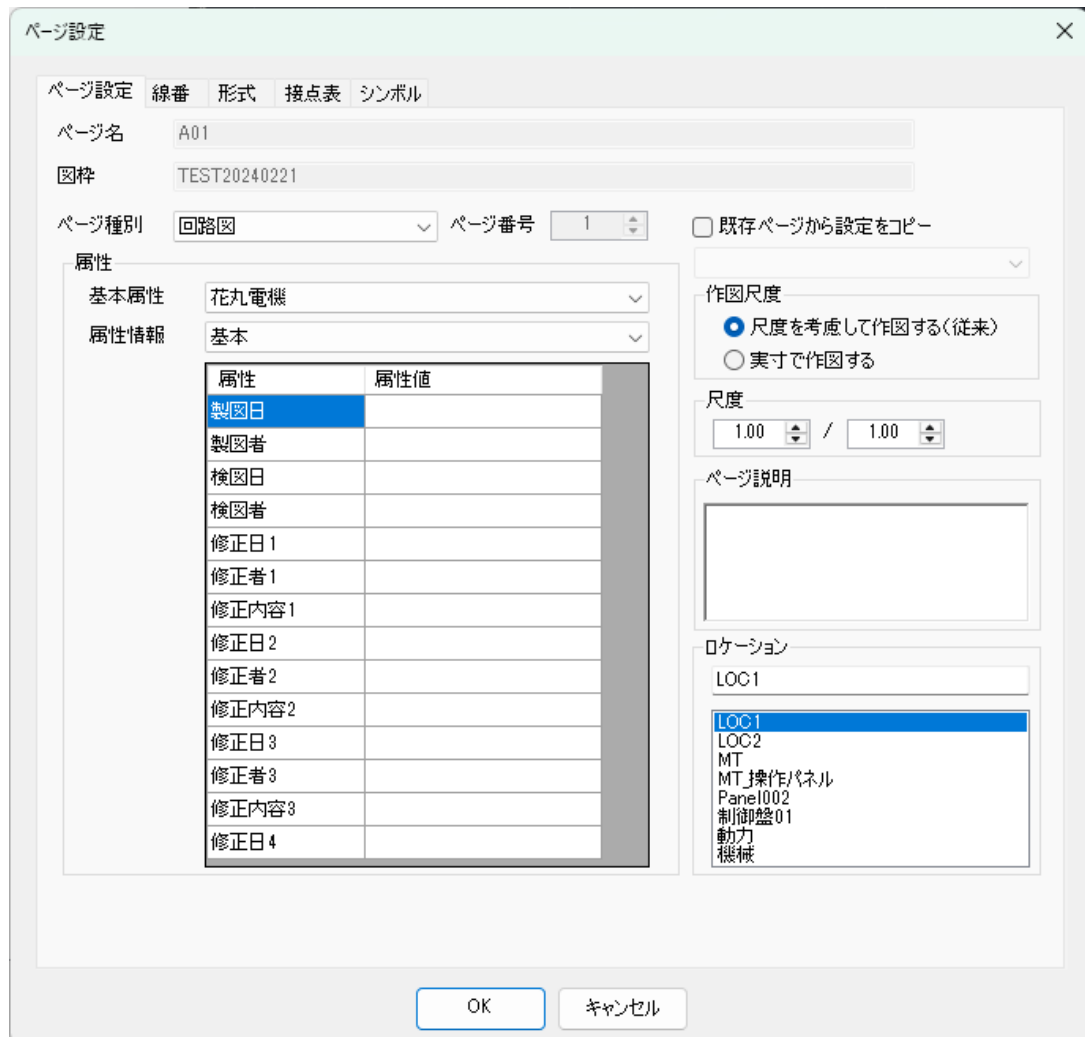 ページ設定
ページ設定 線番 形式 接点表 シンボル
ページ名 A01
図枠 TEST20240221
ページ種別 回路図 ページ番号 1
既存ページから設定をコピー
属性
基本属性 花丸電機
属性情報 基本
属性 属性値
製図日
製図者
検図日
検図者
修正日1
修正者1
修正内容1
修正日2
修正者2
修正内容2
修正日3
修正者3
修正内容3
修正日4
作図尺度
尺度を考慮して作図する(従来)
実寸で作図する
尺度
1.00 / 1.00
ページ説明
ロケーション
LOC1
LOC1
LOC2
MT
MT_操作パネル
Panel002
制御盤01
動力
機械
OK キャンセル